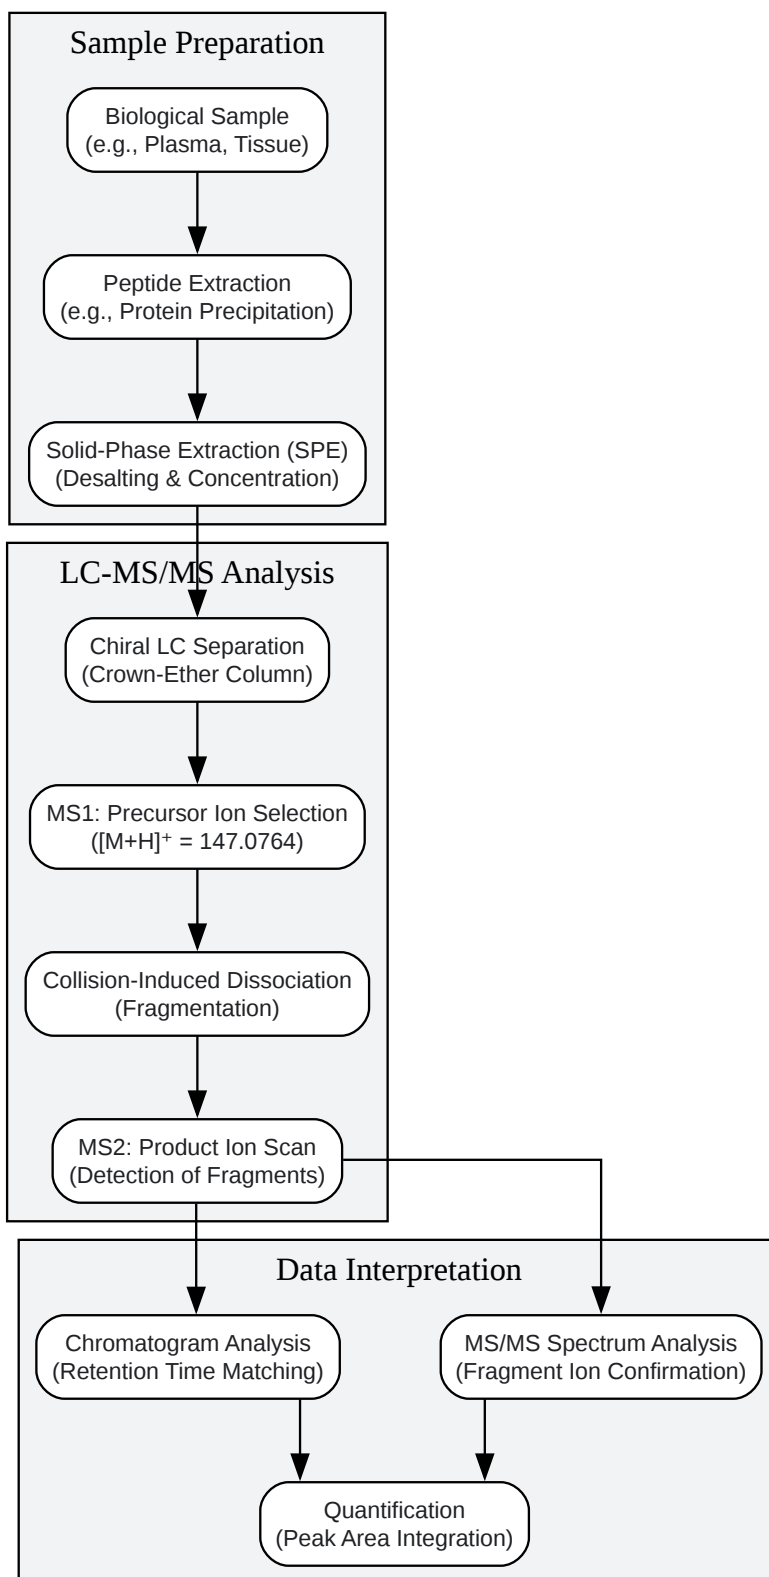 Sample Preparation
Biological Sample
(e.g., Plasma, Tissue)
Peptide Extraction
(e.g., Protein Precipitation)
Solid-Phase Extraction (SPE)
(Desalting & Concentration)
LC-MS/MS Analysis
Chiral LC Separation
(Crown-Ether Column)
MS1: Precursor Ion Selection
([M+H]⁺ = 147.0764)
Collision-Induced Dissociation
(Fragmentation)
MS2: Product Ion Scan
(Detection of Fragments)
Data Interpretation
Chromatogram Analysis
(Retention Time Matching)
MS/MS Spectrum Analysis
(Fragment Ion Confirmation)
Quantification
(Peak Area Integration)